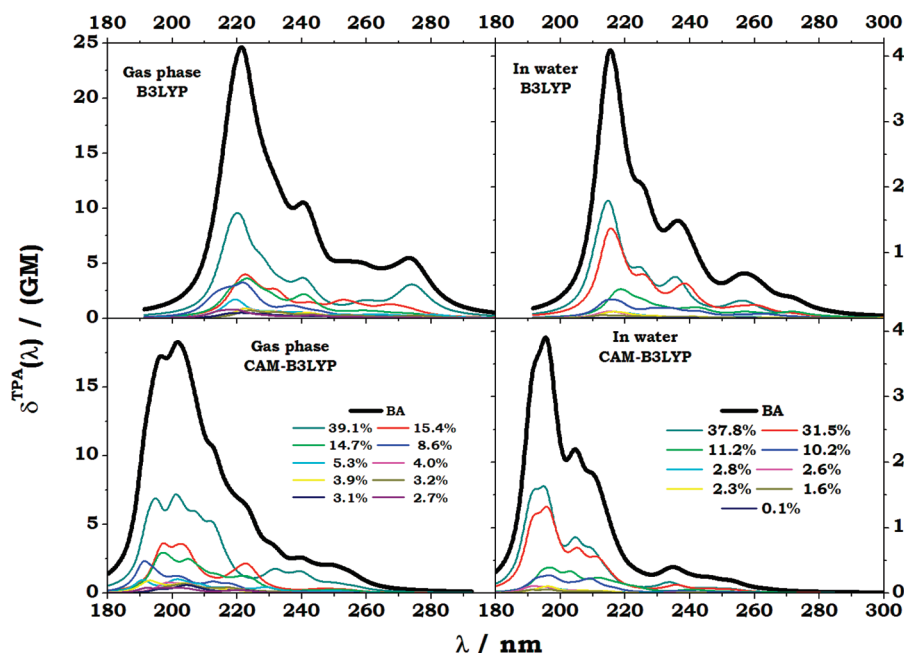 180 200 220 240 260 280 180 200 220 240 260 280 300
25
20
15
10
5
0
Gas phase
B3LYP
In water
B3LYP
4
3
2
1
0
15
10
5
0
180 200 220 240 260 280
Gas phase
CAM-B3LYP
BA
39.1% 15.4%
14.7% 8.6%
5.3% 4.0%
3.9% 3.2%
3.1% 2.7%
In water
CAM-B3LYP
BA
37.8% 31.5%
11.2% 10.2%
2.8% 2.6%
2.3% 1.6%
0.1%
4
3
2
1
0
180 200 220 240 260 280 300
δTPA(λ) / (GM)
λ / nm